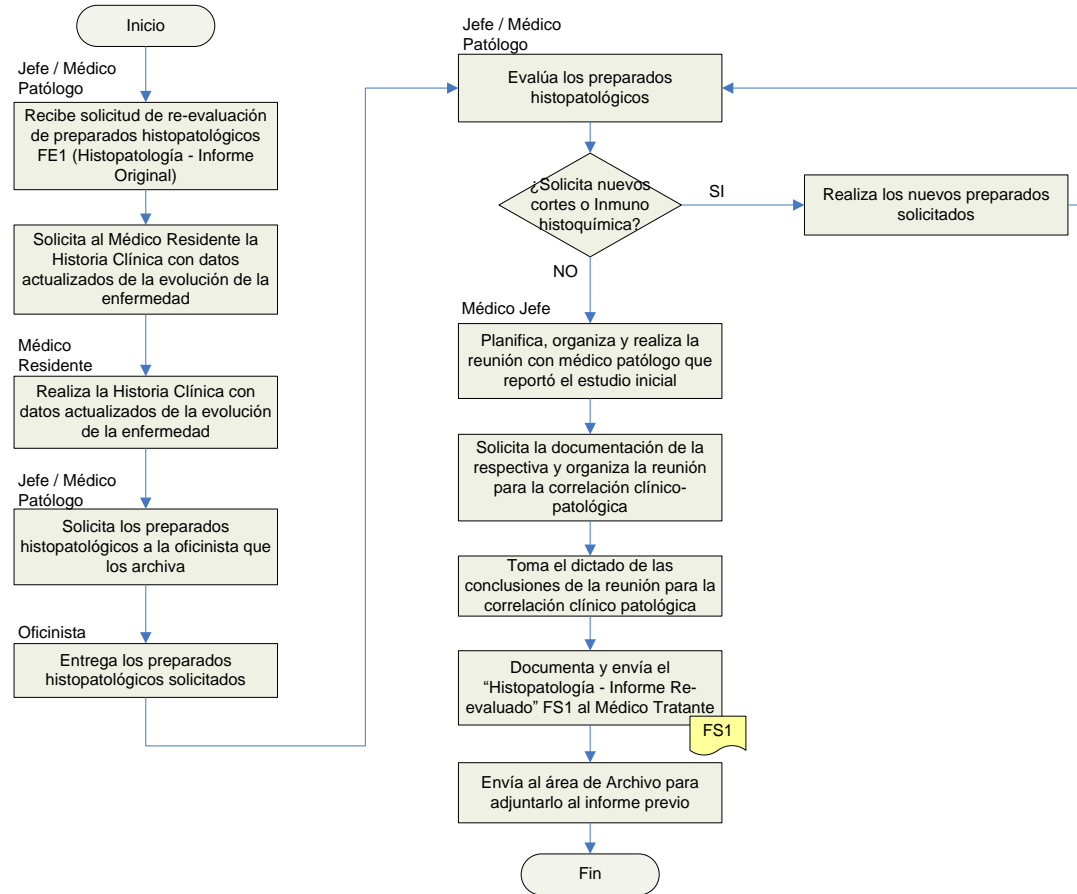 Inicio
Jefe / Médico
Patólogo
Recibe solicitud de re-evaluación
de preparados histopatológicos
FE1 (Histopatología - Informe
Original)
Solicita al Médico Residente la
Historia Clínica con datos
actualizados de la evolución de la
enfermedad
Médico
Residente
Realiza la Historia Clínica con
datos actualizados de la evolución
de la enfermedad
Jefe / Médico
Patólogo
Solicita los preparados
histopatológicos a la oficinista que
los archiva
Oficinista
Entrega los preparados
histopatológicos solicitados
Jefe / Médico
Patólogo
Evalúa los preparados
histopatológicos
¿Solicita nuevos
cortes o Inmuno
histoquímica?
SI
Realiza los nuevos preparados
solicitados
NO
Médico Jefe
Planifica, organiza y realiza la
reunión con médico patólogo que
reportó el estudio inicial
Solicita la documentación de la
respectiva y organiza la reunión
para la correlación clínico-
patológica
Toma el dictado de las
conclusiones de la reunión para la
correlación clínico patológica
Documenta y envía el
“Histopatología - Informe Re-
evaluado” FS1 al Médico Tratante
FS1
Envía al área de Archivo para
adjuntarlo al informe previo
Fin